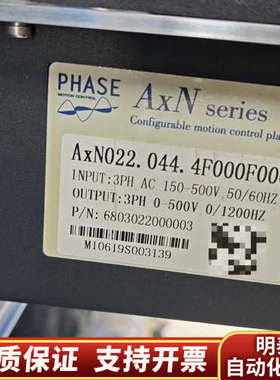 PHASE
MOTION CONTROL
AxN series
Configurable motion control pla
AxN022.044.4F000F00
INPUT:3PH AC 150-500V,50/60HZ
OUTPUT:3PH 0-500V 0/1200HZ
P/N: 6803022000003
M10619S003139
质保证 支持开票
明泰
自动化